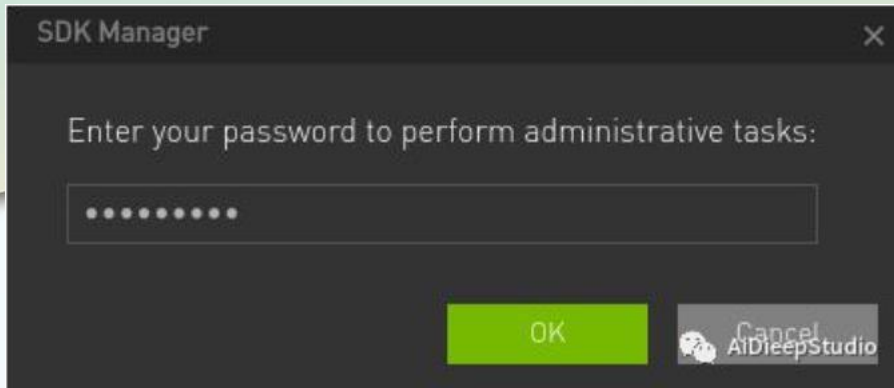 SDK Manager
Enter your password to perform administrative tasks:
•••••••••
OK
Cancel
AIDieepStudio